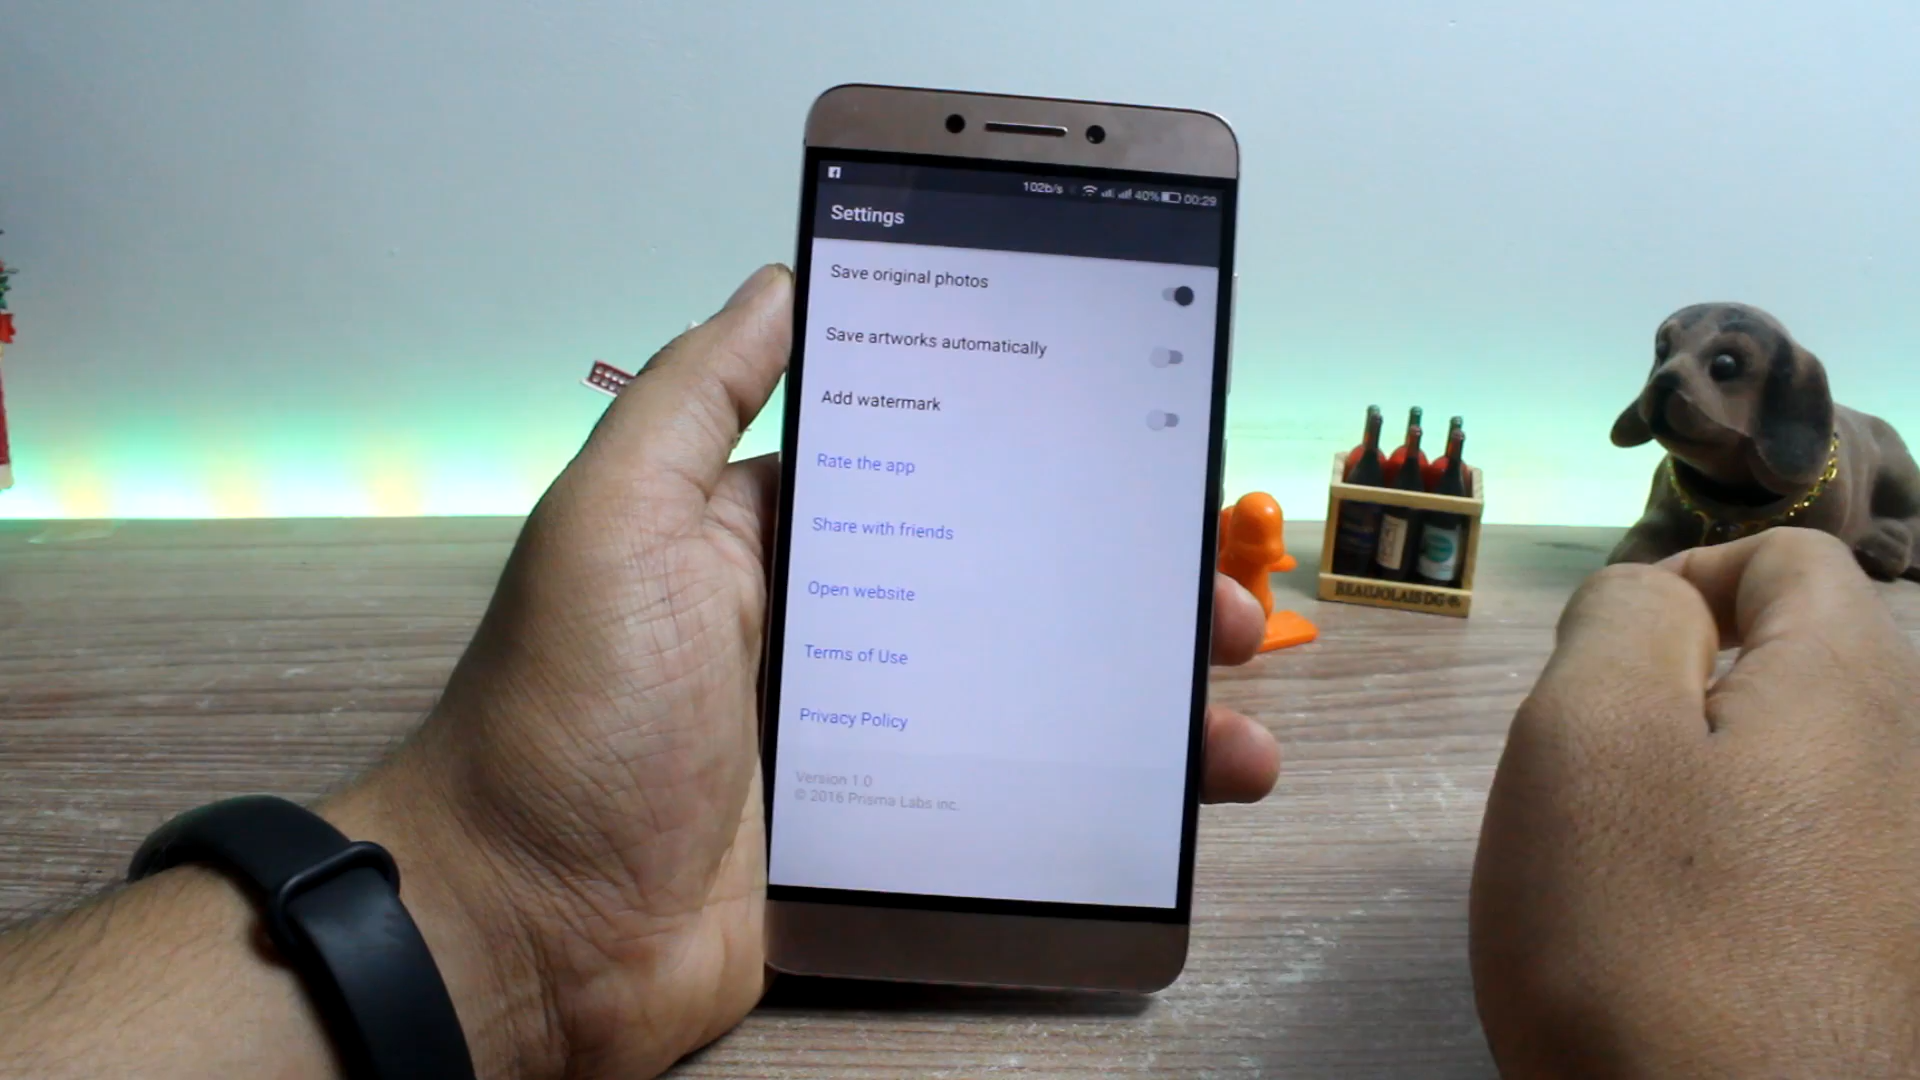 102b/s 40% 00:29
Settings
Save original photos
Save artworks automatically
Add watermark
Rate the app
Share with friends
Open website
Terms of Use
Privacy Policy
Version 1.0
© 2016 Prisma Labs inc.
BEAUJOLAIS DG